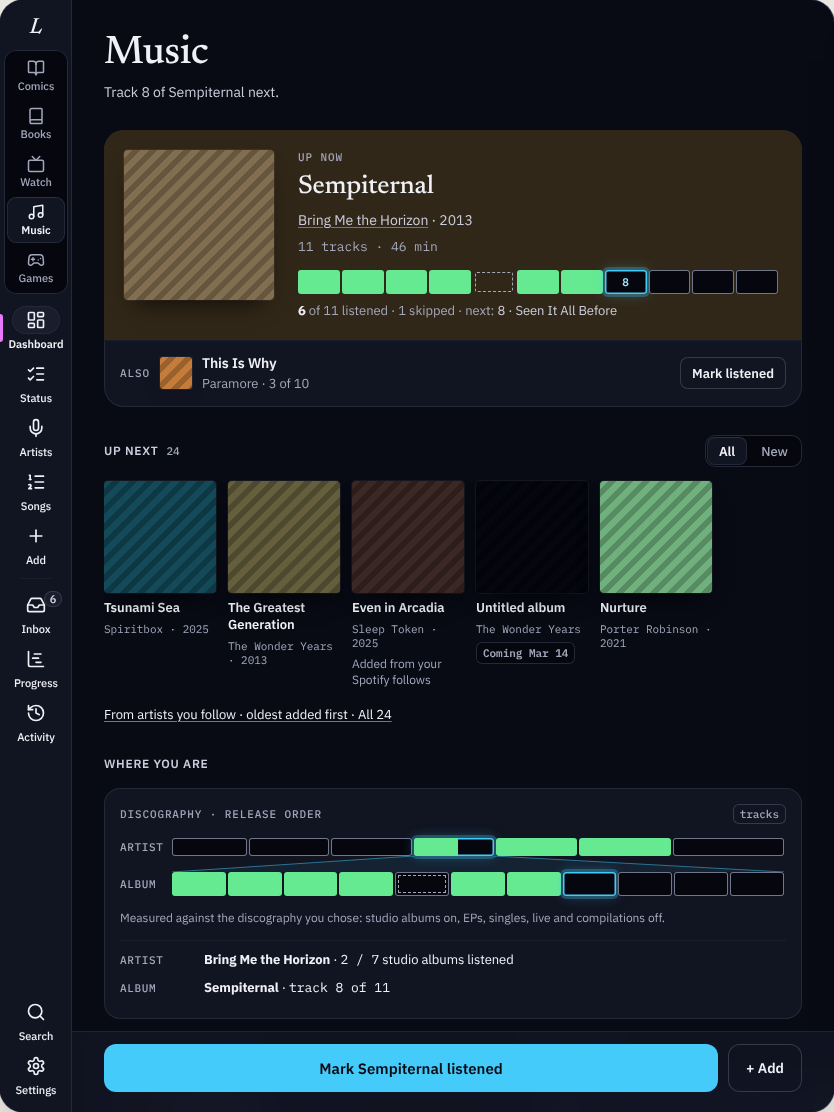 L
Comics
Books
Watch
Music
Games
Dashboard
Status
Artists
Songs
Add
6
Inbox
Progress
Activity
Search
Settings
Music
Track 8 of Sempiternal next.
UP NOW
Sempiternal
Bring Me the Horizon · 2013
11 tracks · 46 min
8
6 of 11 listened · 1 skipped · next: 8 · Seen It All Before
ALSO
This Is Why
Paramore · 3 of 10
Mark listened
UP NEXT 24
All
New
Tsunami Sea
Spiritbox · 2025
The Greatest
Generation
The Wonder Years
· 2013
Even in Arcadia
Sleep Token ·
2025
Added from your
Spotify follows
Untitled album
The Wonder Years
Coming Mar 14
Nurture
Porter Robinson ·
2021
From artists you follow · oldest added first · All 24
WHERE YOU ARE
DISCOGRAPHY · RELEASE ORDER
tracks
ARTIST
ALBUM
Measured against the discography you chose: studio albums on, EPs, singles, live and compilations off.
ARTIST
Bring Me the Horizon · 2 / 7 studio albums listened
ALBUM
Sempiternal · track 8 of 11
Mark Sempiternal listened
+ Add